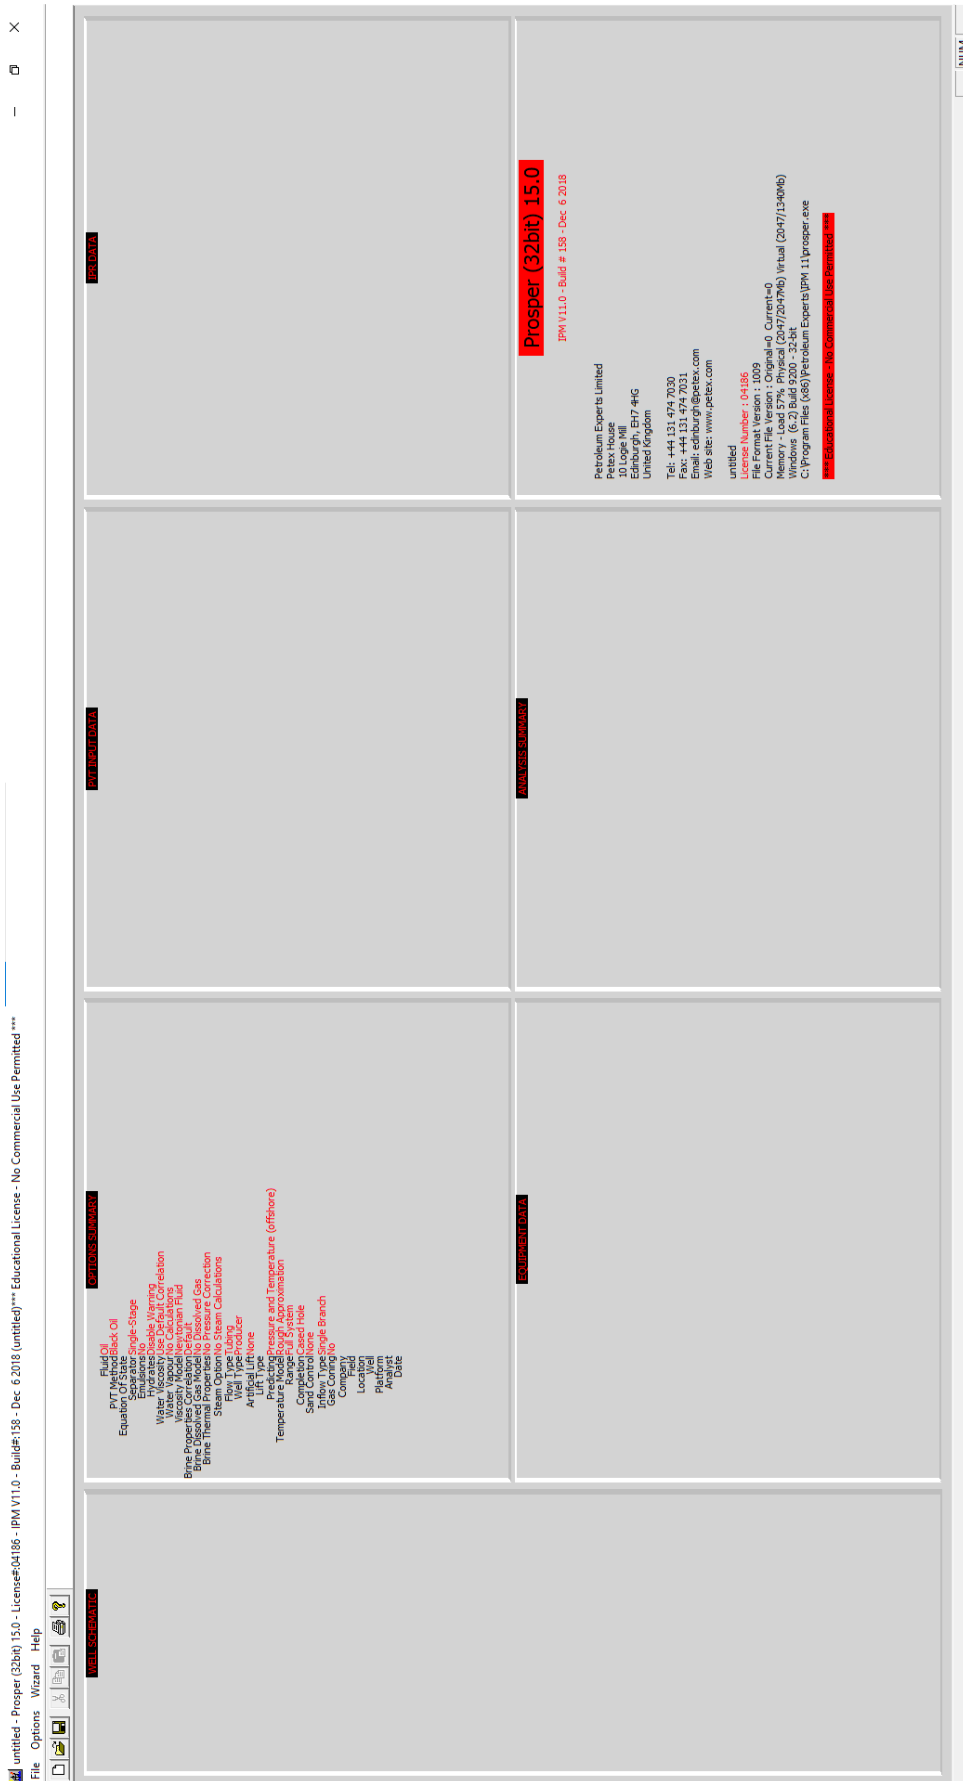 untitled - Prosper (32bit) 15.0 - License#:04186 - IPM V11.0 - Build#:158 - Dec  6 2018 (untitled)*** Educational License - No Commercial Use Permitted ***
File Options Wizard Help
WELL SCHEMATIC
OPTIONS SUMMARY
Fluid Oil
PVT Method Black Oil
Equation Of State
Separator Single-Stage
Emulsions No
Hydrates Disable Warning
Water Viscosity Use Default Correlation
Water Vapour No Calculations
Viscosity Model Newtonian Fluid
Brine Properties Correlation Default
Brine Dissolved Gas Model No Dissolved Gas
Brine Thermal Properties No Pressure Correction
Steam Option No Steam Calculations
Flow Type Tubing
Well Type Producer
Artificial Lift None
Lift Type
Predicting Pressure and Temperature (offshore)
Temperature Model Rough Approximation
Range Full System
Completion Cased Hole
Sand Control None
Inflow Type Single Branch
Gas Coning No
Company
Field
Location
Well
Platform
Analyst
Date
PVT INPUT DATA
IPR DATA
EQUIPMENT DATA
ANALYSIS SUMMARY
Prosper (32bit) 15.0
IPM V11.0 - Build # 158 - Dec  6 2018
Petroleum Experts Limited
Petex House
10 Logie Mill
Edinburgh, EH7 4HG
United Kingdom
Tel: +44 131 474 7030
Fax: +44 131 474 7031
Email: edinburgh@petex.com
Web site: www.petex.com
untitled
License Number : 04186
File Format Version : 1009
Current File Version : Original=0 Current=0
Memory - Load 57% Physical (2047/2047Mb) Virtual (2047/1340Mb)
Windows (6.2) Build 9200 - 32-bit
C:\Program Files (x86)\Petroleum Experts\IPM 11\prosper.exe
*** Educational License - No Commercial Use Permitted ***
NUM